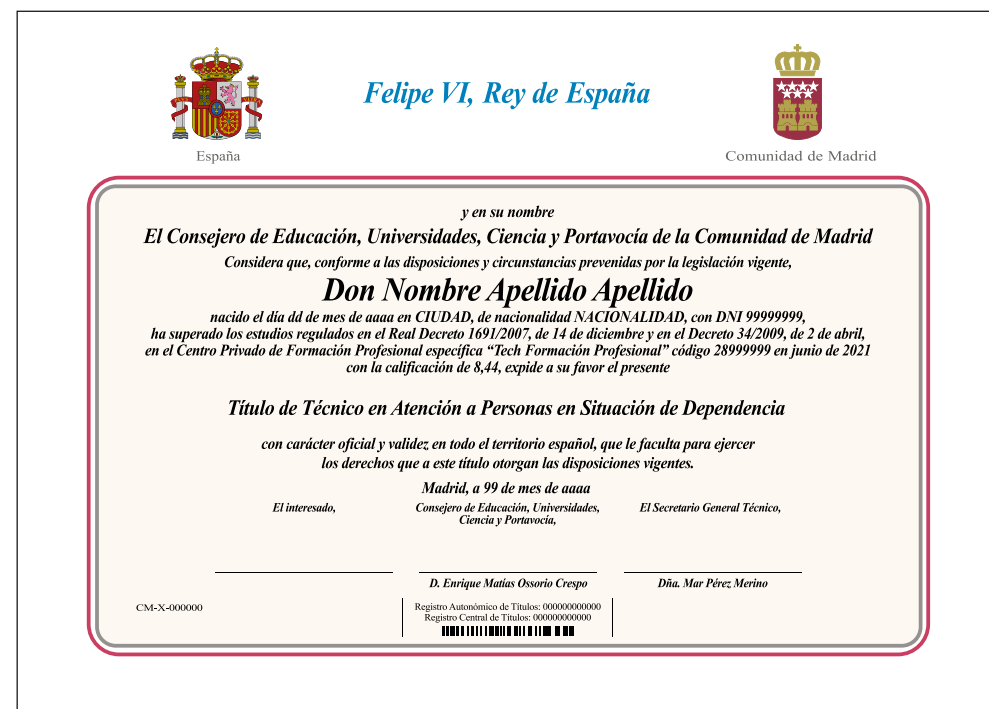 Felipe VI, Rey de España
España
Comunidad de Madrid
y en su nombre
El Consejero de Educación, Universidades, Ciencia y Portavocía de la Comunidad de Madrid
Considera que, conforme a las disposiciones y circunstancias prevenidas por la legislación vigente,
Don Nombre Apellido Apellido
nacido el día dd de mes de aaaa en CIUDAD, de nacionalidad NACIONALIDAD, con DNI 99999999,
ha superado los estudios regulados en el Real Decreto 1691/2007, de 14 de diciembre y en el Decreto 34/2009, de 2 de abril,
en el Centro Privado de Formación Profesional específica “Tech Formación Profesional” código 28999999 en junio de 2021
con la calificación de 8,44, expide a su favor el presente
Título de Técnico en Atención a Personas en Situación de Dependencia
con carácter oficial y validez en todo el territorio español, que le faculta para ejercer
los derechos que a este título otorgan las disposiciones vigentes.
Madrid, a 99 de mes de aaaa
El interesado,
Consejero de Educación, Universidades,
Ciencia y Portavocía,
El Secretario General Técnico,
D. Enrique Matías Ossorio Crespo
Dña. Mar Pérez Merino
CM-X-000000
Registro Autonómico de Títulos: 000000000000
Registro Central de Títulos: 000000000000